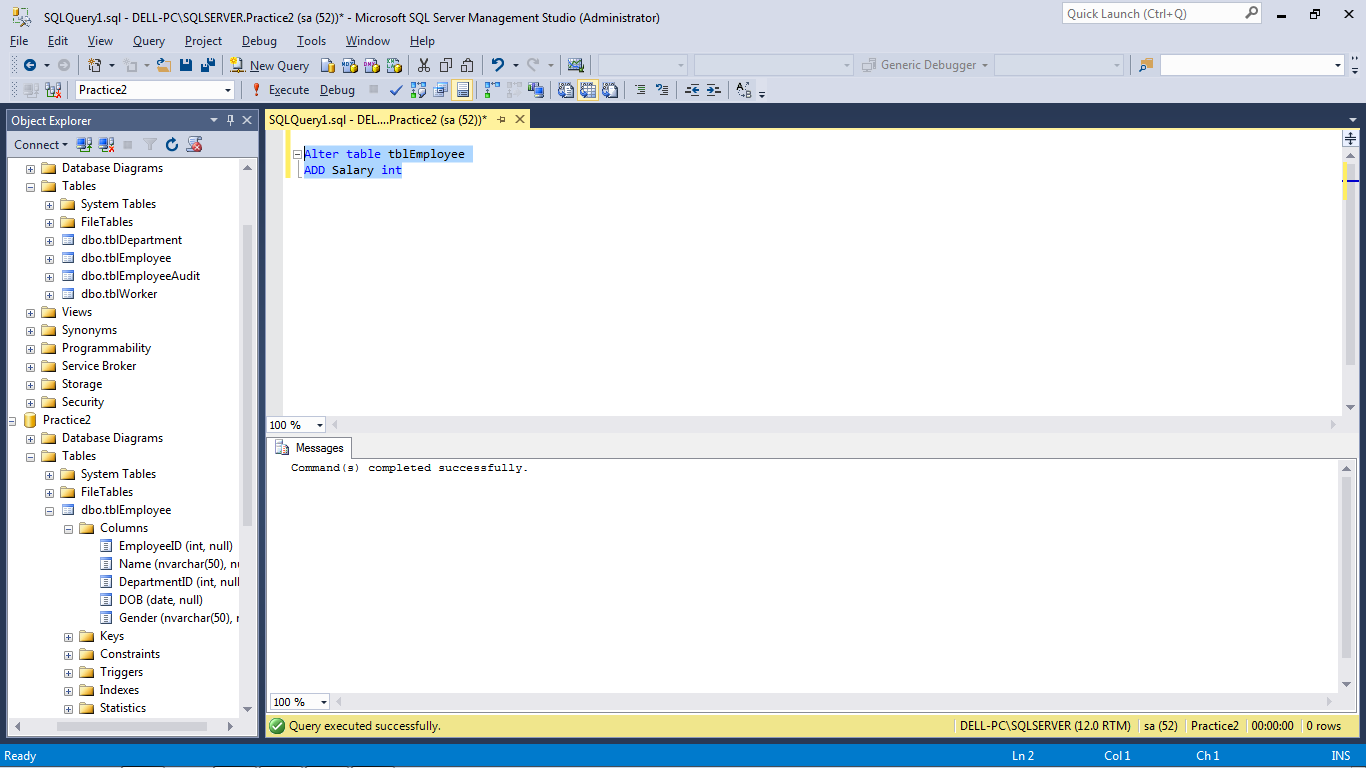 SQLQuery1.sql - DELL-PC\SQLSERVER.Practice2 (sa (52))* - Microsoft SQL Server Management Studio (Administrator)
Quick Launch (Ctrl+Q)
File Edit View Query Project Debug Tools Window Help
New Query
Generic Debugger
Practice2
Execute Debug
Object Explorer
SQLQuery1.sql - DEL....Practice2 (sa (52))*
Connect
Database Diagrams
Tables
System Tables
FileTables
dbo.tblDepartment
dbo.tblEmployee
dbo.tblEmployeeAudit
dbo.tblWorker
Views
Synonyms
Programmability
Service Broker
Storage
Security
Practice2
Database Diagrams
Tables
System Tables
FileTables
dbo.tblEmployee
Columns
EmployeeID (int, null)
Name (nvarchar(50), nu
DepartmentID (int, null
DOB (date, null)
Gender (nvarchar(50), n
Keys
Constraints
Triggers
Indexes
Statistics
Alter table tblEmployee
ADD Salary int
100 %
Messages
Command(s) completed successfully.
100 %
Query executed successfully.
DELL-PC\SQLSERVER (12.0 RTM) sa (52) Practice2 00:00:00 0 rows
Ready Ln 2 Col 1 Ch 1 INS